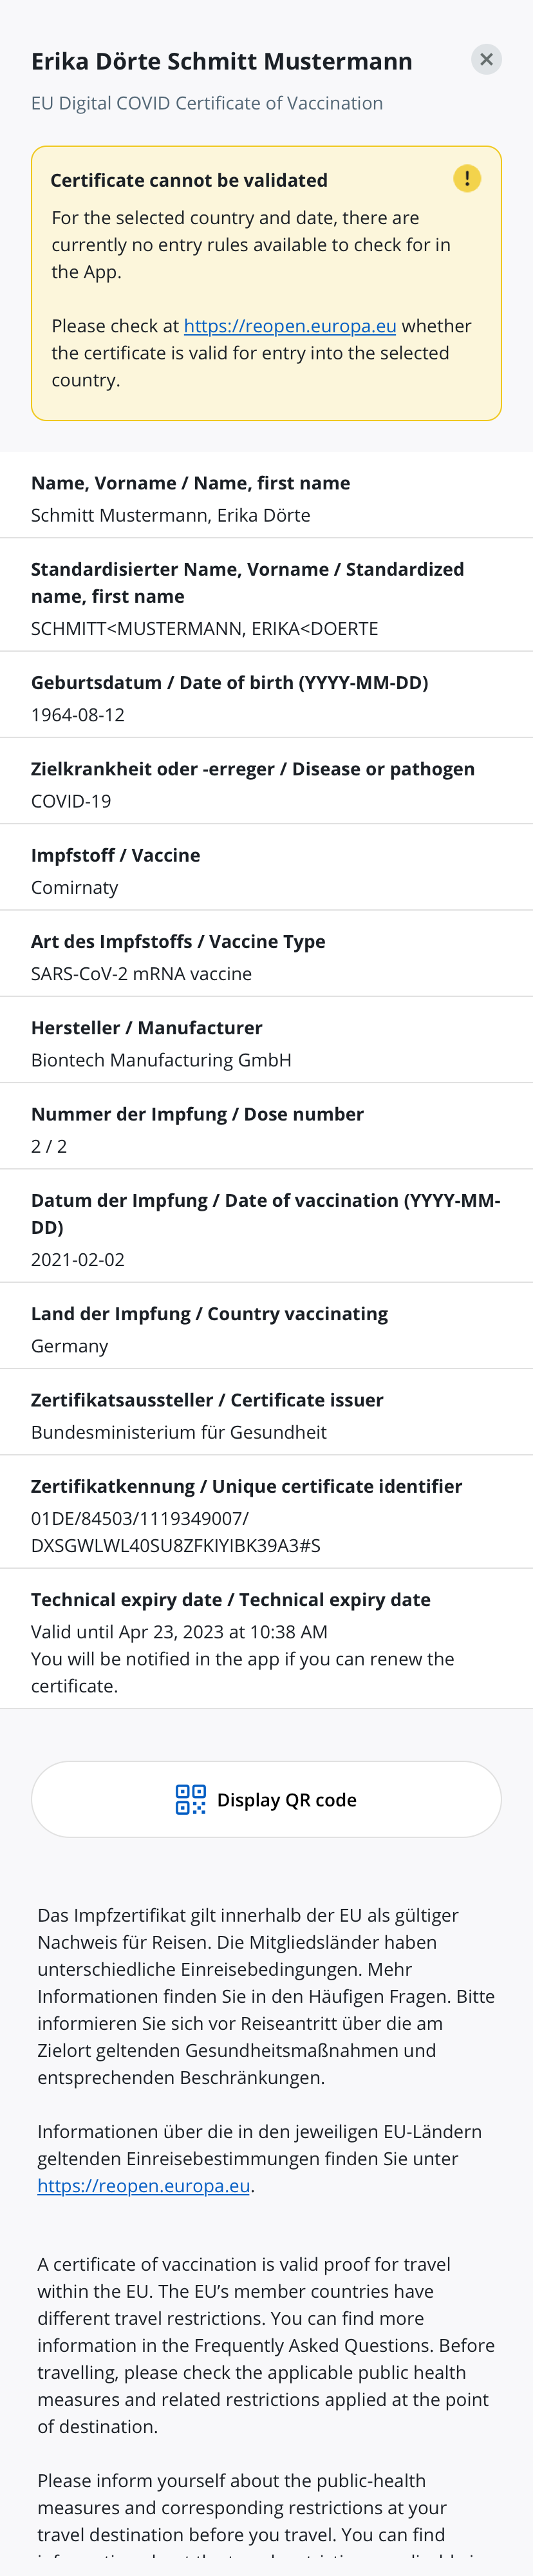 Erika Dörte Schmitt Mustermann
EU Digital COVID Certificate of Vaccination
Certificate cannot be validated
For the selected country and date, there are
currently no entry rules available to check for in
the App.
Please check at https://reopen.europa.eu whether
the certificate is valid for entry into the selected
country.
Name, Vorname / Name, first name
Schmitt Mustermann, Erika Dörte
Standardisierter Name, Vorname / Standardized
name, first name
SCHMITT<MUSTERMANN, ERIKA<DOERTE
Geburtsdatum / Date of birth (YYYY-MM-DD)
1964-08-12
Zielkrankheit oder -erreger / Disease or pathogen
COVID-19
Impfstoff / Vaccine
Comirnaty
Art des Impfstoffs / Vaccine Type
SARS-CoV-2 mRNA vaccine
Hersteller / Manufacturer
Biontech Manufacturing GmbH
Nummer der Impfung / Dose number
2 / 2
Datum der Impfung / Date of vaccination (YYYY-MM-
DD)
2021-02-02
Land der Impfung / Country vaccinating
Germany
Zertifikatsaussteller / Certificate issuer
Bundesministerium für Gesundheit
Zertifikatkennung / Unique certificate identifier
01DE/84503/1119349007/
DXSGWLWL40SU8ZFKIYIBK39A3#S
Technical expiry date / Technical expiry date
Valid until Apr 23, 2023 at 10:38 AM
You will be notified in the app if you can renew the
certificate.
Display QR code
Das Impfzertifikat gilt innerhalb der EU als gültiger
Nachweis für Reisen. Die Mitgliedsländer haben
unterschiedliche Einreisebedingungen. Mehr
Informationen finden Sie in den Häufigen Fragen. Bitte
informieren Sie sich vor Reiseantritt über die am
Zielort geltenden Gesundheitsmaßnahmen und
entsprechenden Beschränkungen.
Informationen über die in den jeweiligen EU-Ländern
geltenden Einreisebestimmungen finden Sie unter
https://reopen.europa.eu.
A certificate of vaccination is valid proof for travel
within the EU. The EU’s member countries have
different travel restrictions. You can find more
information in the Frequently Asked Questions. Before
travelling, please check the applicable public health
measures and related restrictions applied at the point
of destination.
Please inform yourself about the public-health
measures and corresponding restrictions at your
travel destination before you travel. You can find